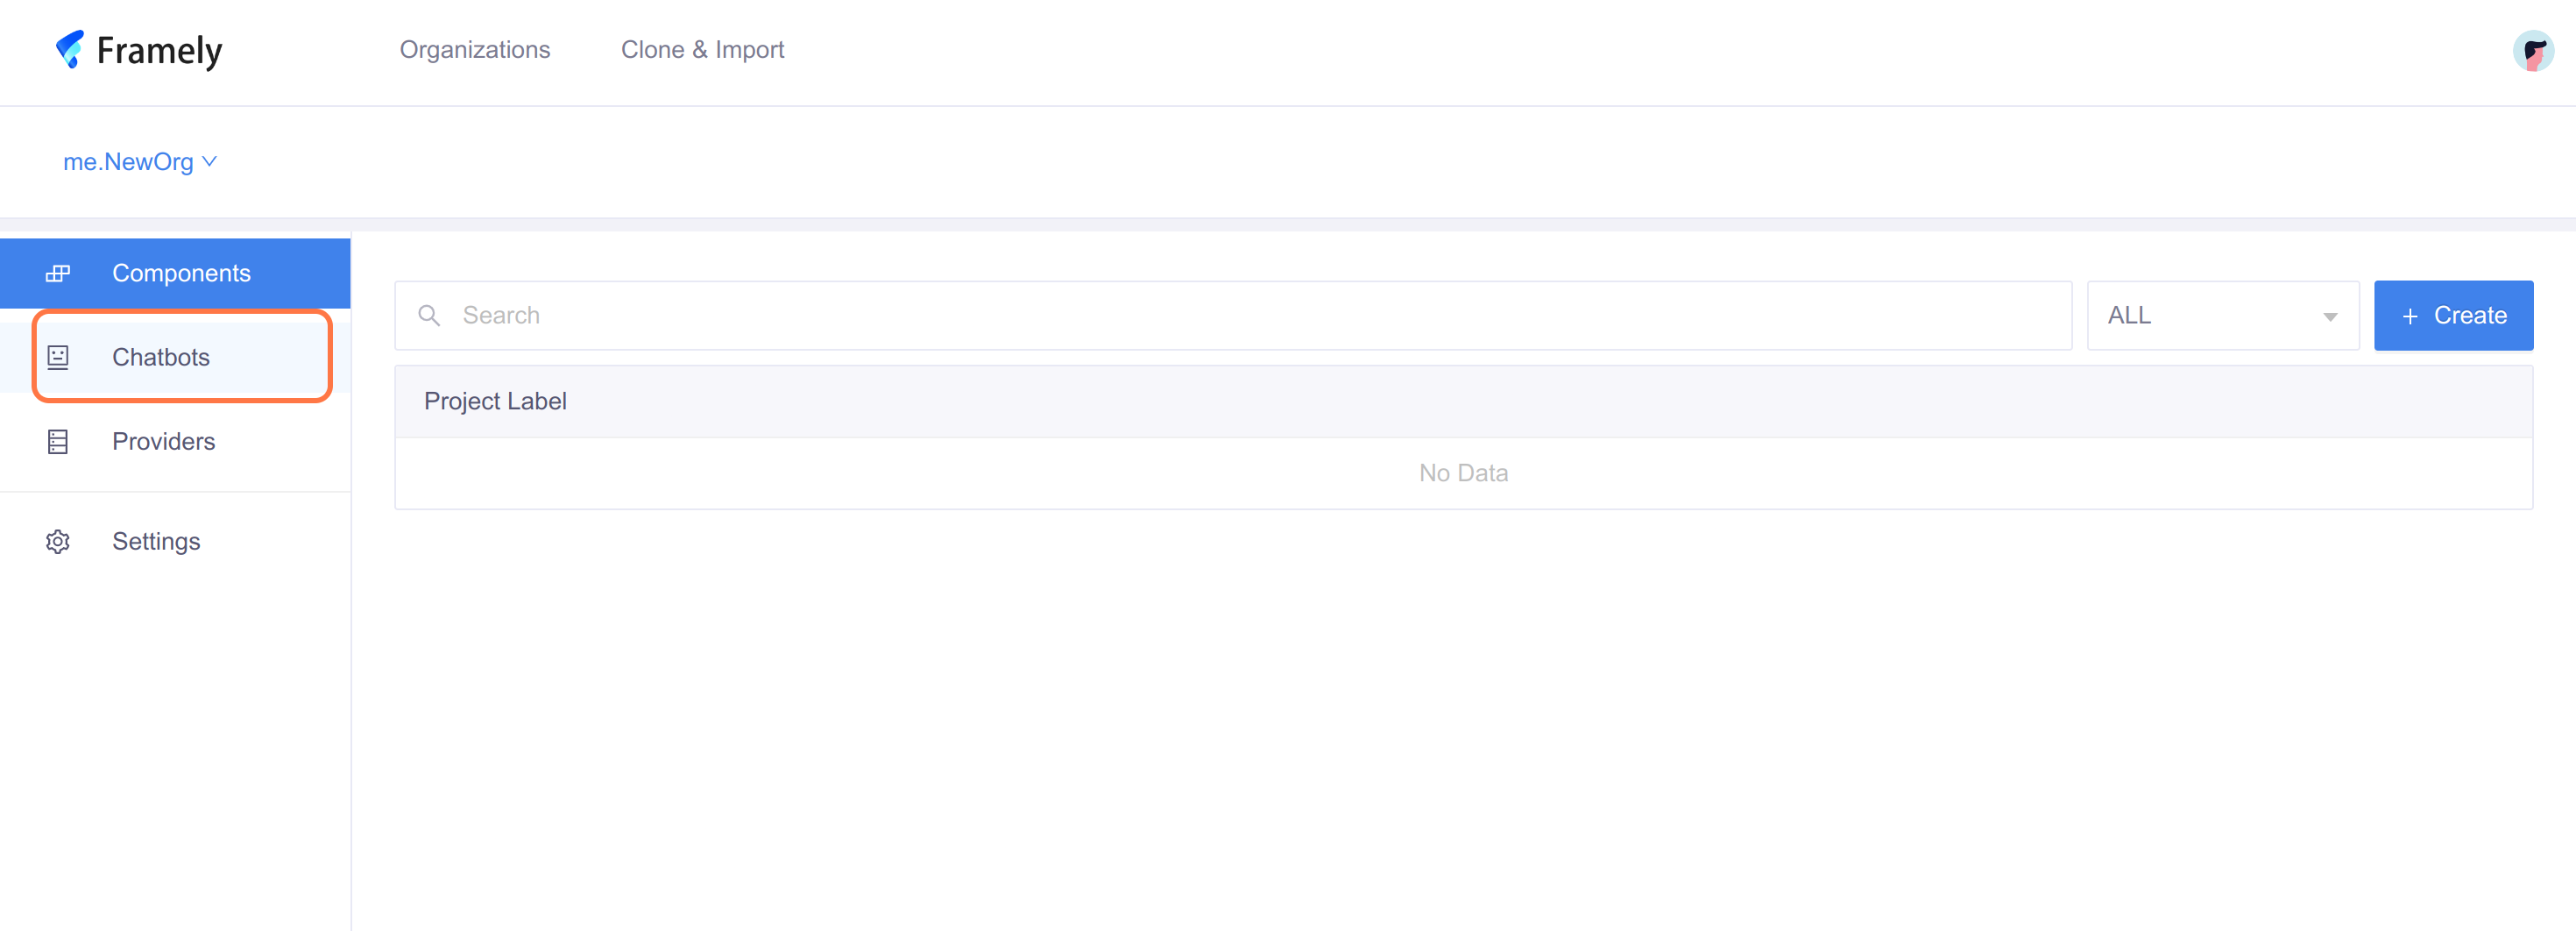 Framely
Organizations
Clone & Import
me.NewOrg
Components
Chatbots
Providers
Settings
Search
ALL
+ Create
Project Label
No Data